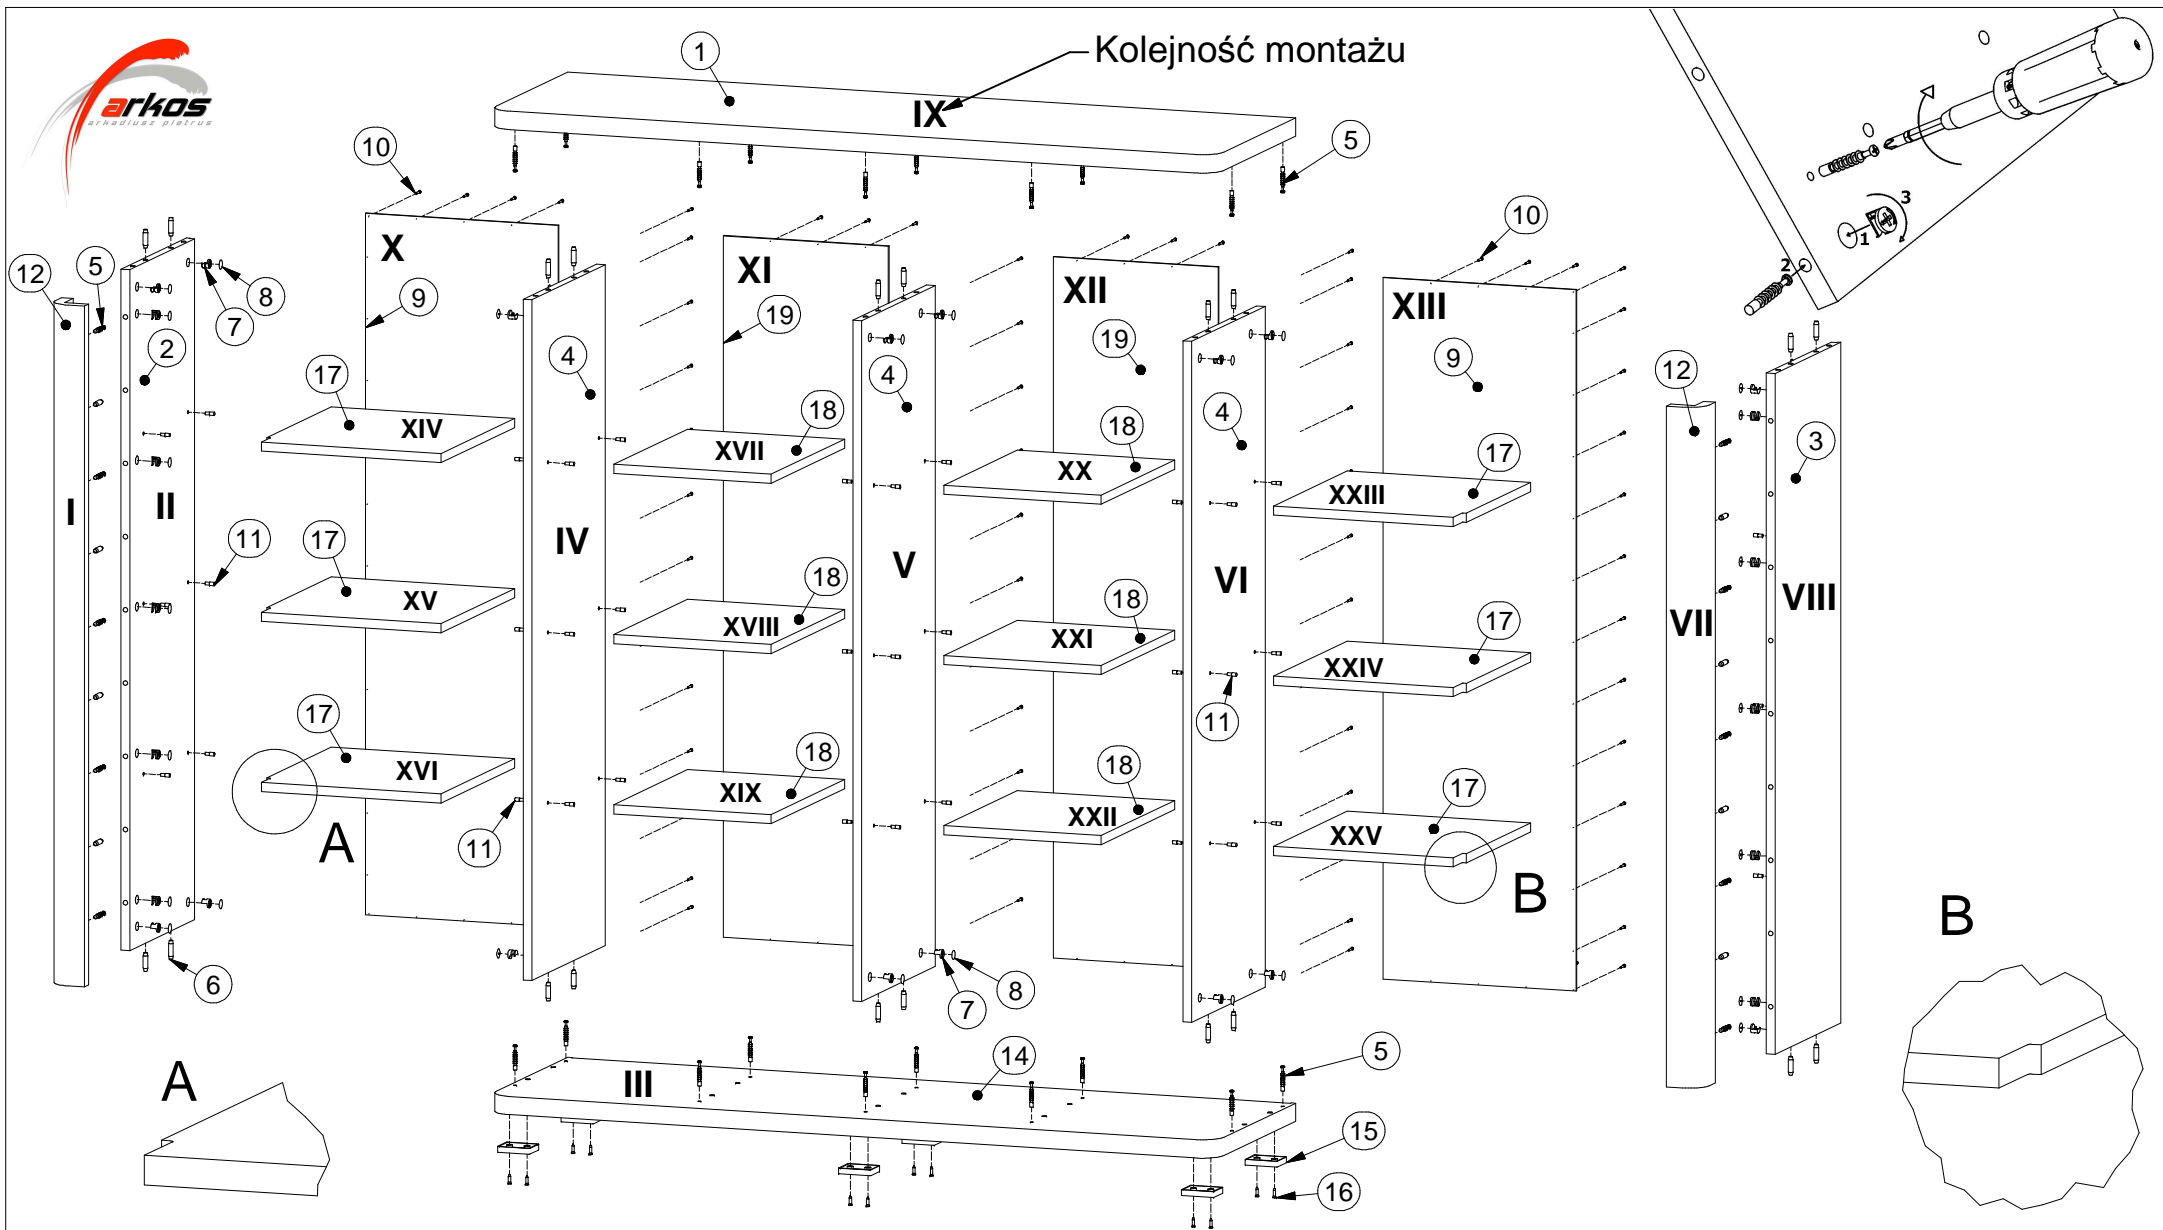 arkos
arkadiusz pietrus
Kolejność montażu
1
IX
5
10
X
9
12
5
8
7
2
4
XI
19
XII
19
10
XIII
9
4
4
12
3
17
XIV
18
XVII
18
XX
17
XXIII
I
II
11
IV
V
VI
VII
VIII
17
XV
18
XVIII
18
XXI
17
XXIV
11
17
XVI
A
11
18
XIX
18
XXII
17
XXV
B
6
7
8
1
2
3
III
14
5
15
16
A
B